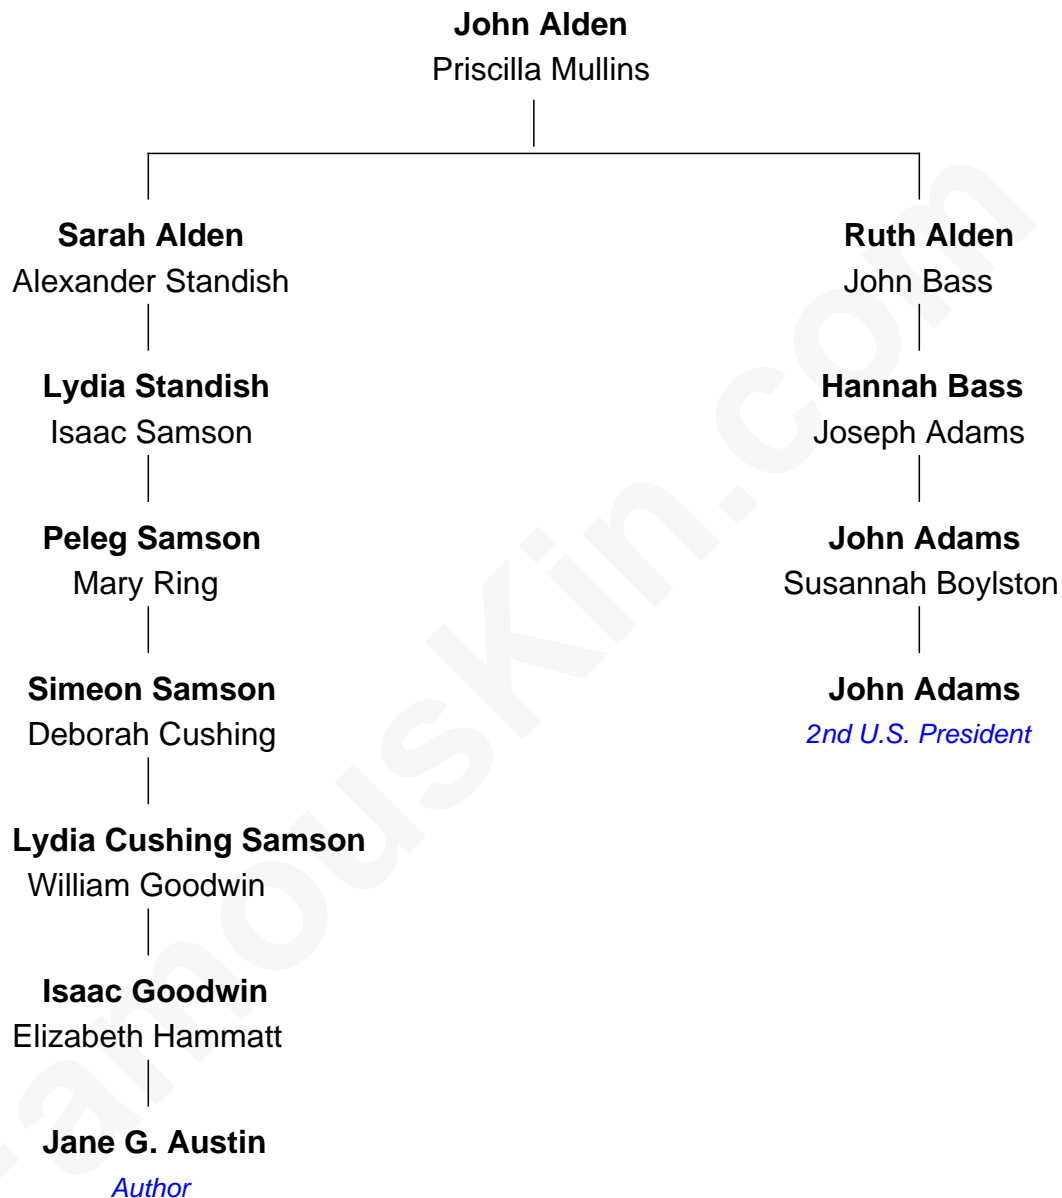 John Alden
Priscilla Mullins
Sarah Alden
Alexander Standish
Lydia Standish
Isaac Samson
Peleg Samson
Mary Ring
Simeon Samson
Deborah Cushing
Lydia Cushing Samson
William Goodwin
Isaac Goodwin
Elizabeth Hammatt
Jane G. Austin
Author
Ruth Alden
John Bass
Hannah Bass
Joseph Adams
John Adams
Susannah Boylston
John Adams
2nd U.S. President
FamousKin.com